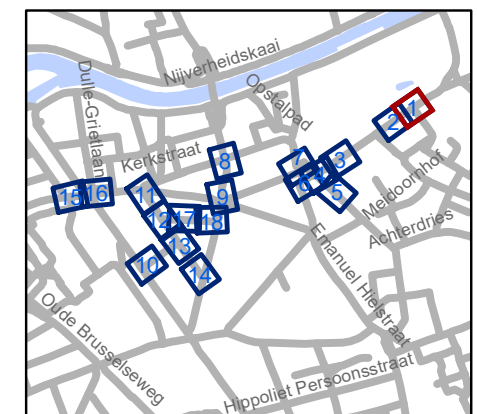 Nijverheidskaai
Dulle-Grietlaan
Opstalpad
Kerkstraat
Meidoornhof
Achterdries
Emanuel Hielstraat
Oude Brusselseweg
Hippoliet Persoonsstraat
1
2
3
4
5
6
7
8
9
10
11
12
13
14
15
16
17
18